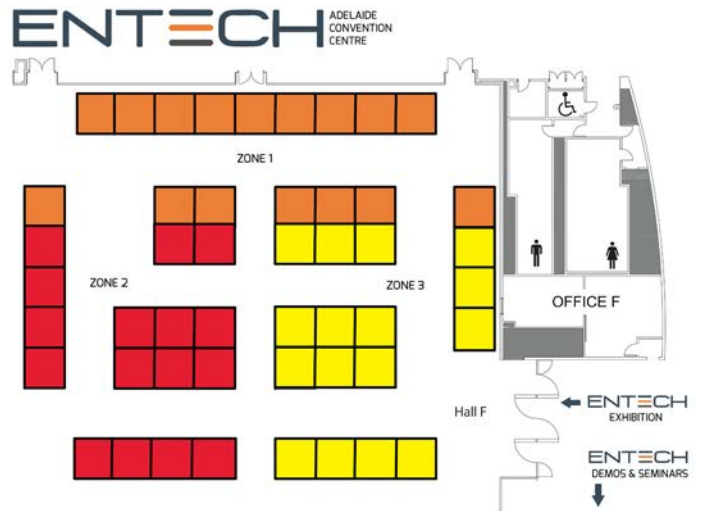 ENTECH
ADELAIDE
CONVENTION
CENTRE
ZONE 1
ZONE 2
ZONE 3
OFFICE F
Hall F
ENTECH
EXHIBITION
ENTECH
DEMOS & SEMINARS